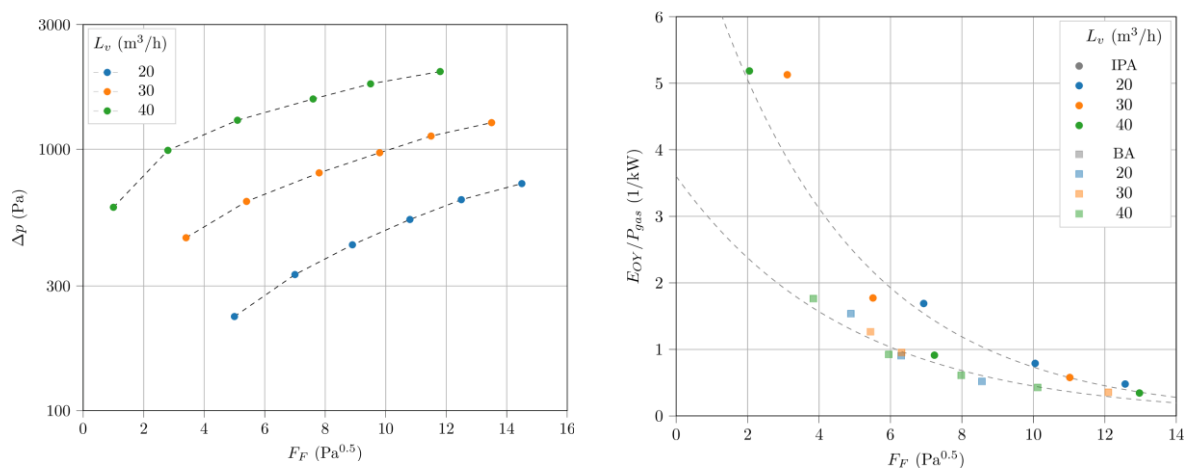 3000
1000
300
100
Δp (Pa)
L_v (m³/h)
20
30
40
0 2 4 6 8 10 12 14 16
F_F (Pa^0.5)
6
5
4
3
2
1
0
E_OY/P_gas (1/kW)
L_v (m³/h)
IPA
20
30
40
BA
20
30
40
0 2 4 6 8 10 12 14
F_F (Pa^0.5)